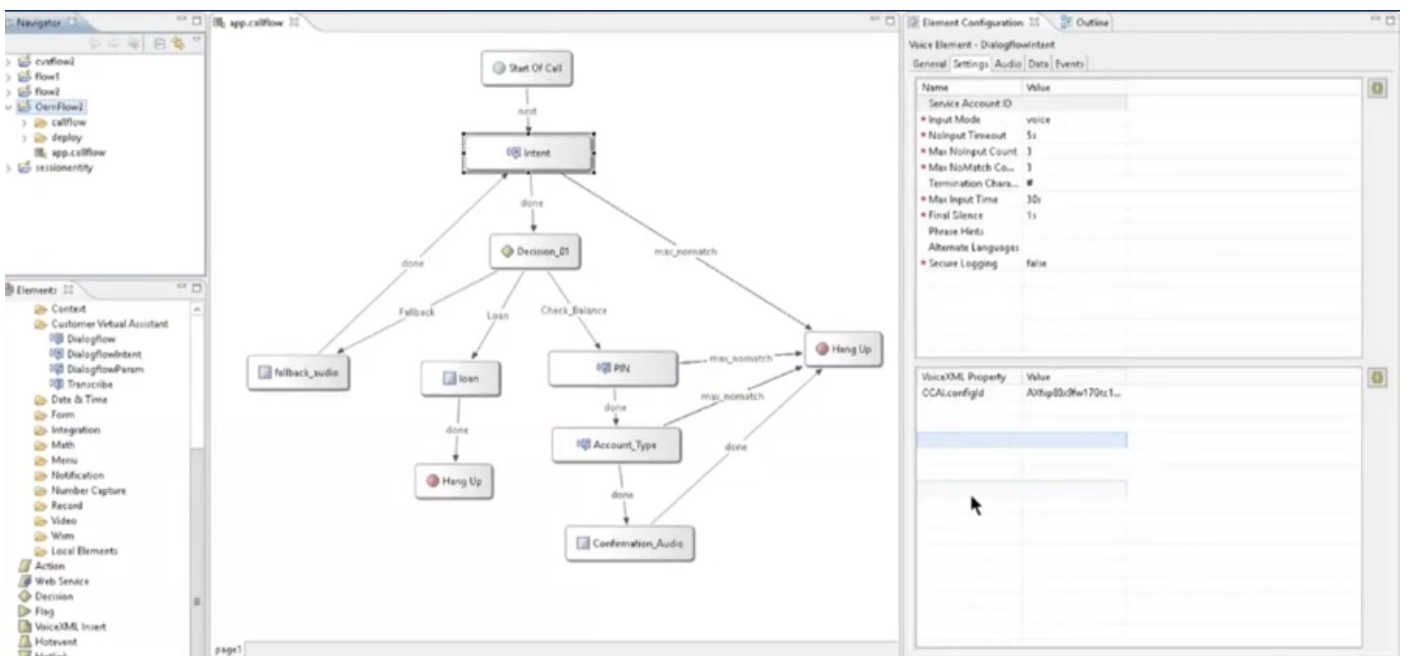 Navigator
cvaflow2
flow1
flow2
callflow
deploy
app.callflow
sessionentity
Elements
Context
Customer Virtual Assistant
Dialogflow
DialogflowIntent
DialogflowParam
Transcribe
Date & Time
Form
Integration
Math
Menu
Notification
Number Capture
Record
Video
Local Elements
Action
Web Service
Decision
Flag
VoiceXML Insert
Hotevent
app.callflow
Start Of Call
next
Intent
done
Decision_01
max_nomatch
done
Fallback
Loan
Check_Balance
Hang Up
fallback_audio
loan
PIN
max_nomatch
done
max_nomatch
done
Account_Type
done
Hang Up
done
Confirmation_Audio
page1
Element Configuration
Outline
Voice Element - DialogflowIntent
General Settings Audio Data Events
Name Value
Service Account ID
* Input Mode voice
* NoInput Timeout 5s
* Max NoInput Count 3
* Max NoMatch Co... 3
Termination Chara... #
* Max Input Time 30s
* Final Silence 1s
Phrase Hints
Alternate Languages
* Secure Logging false
VoiceXML Property Value
CCAI.configId